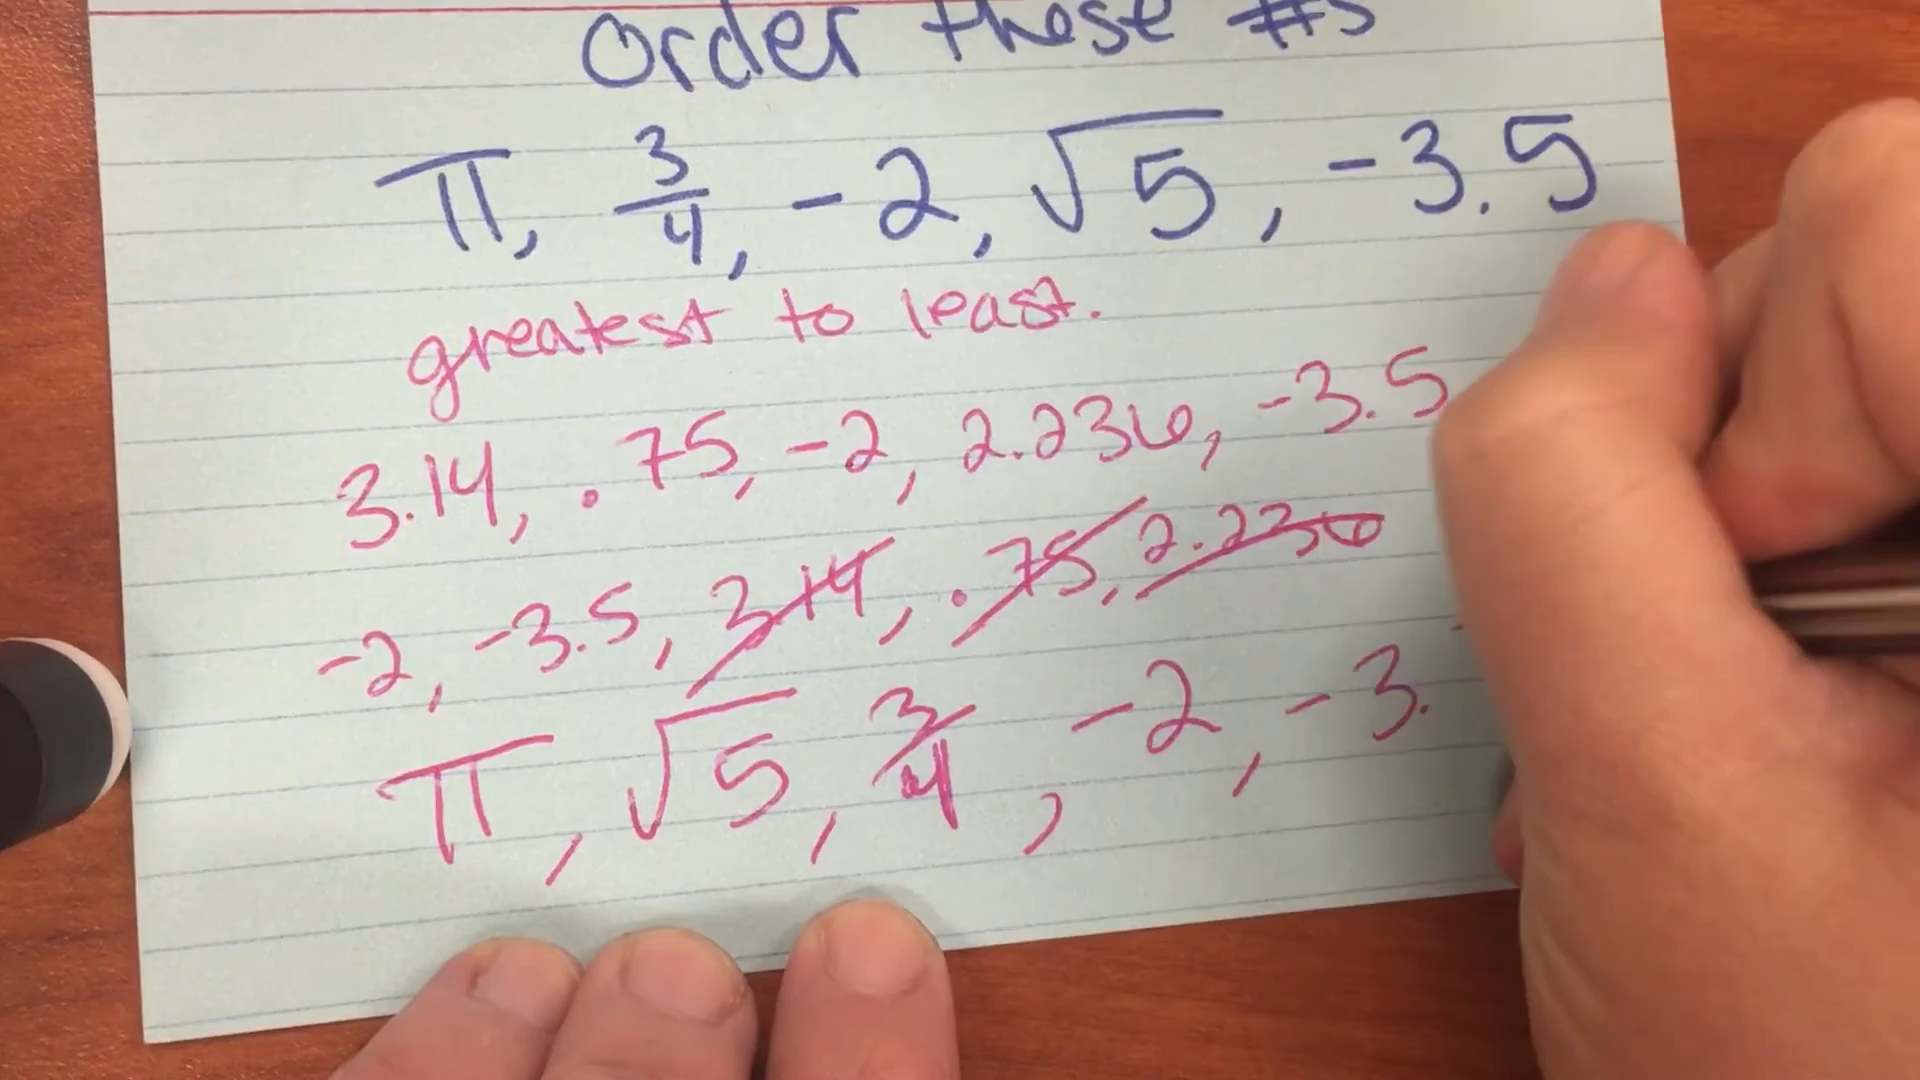 Order these #s
π, 3/4, -2, √5, -3.5
greatest to least.
3.14, .75, -2, 2.236, -3.5
-2, -3.5, 3.14, .75, 2.236
π, √5, 3/4, -2, -3.